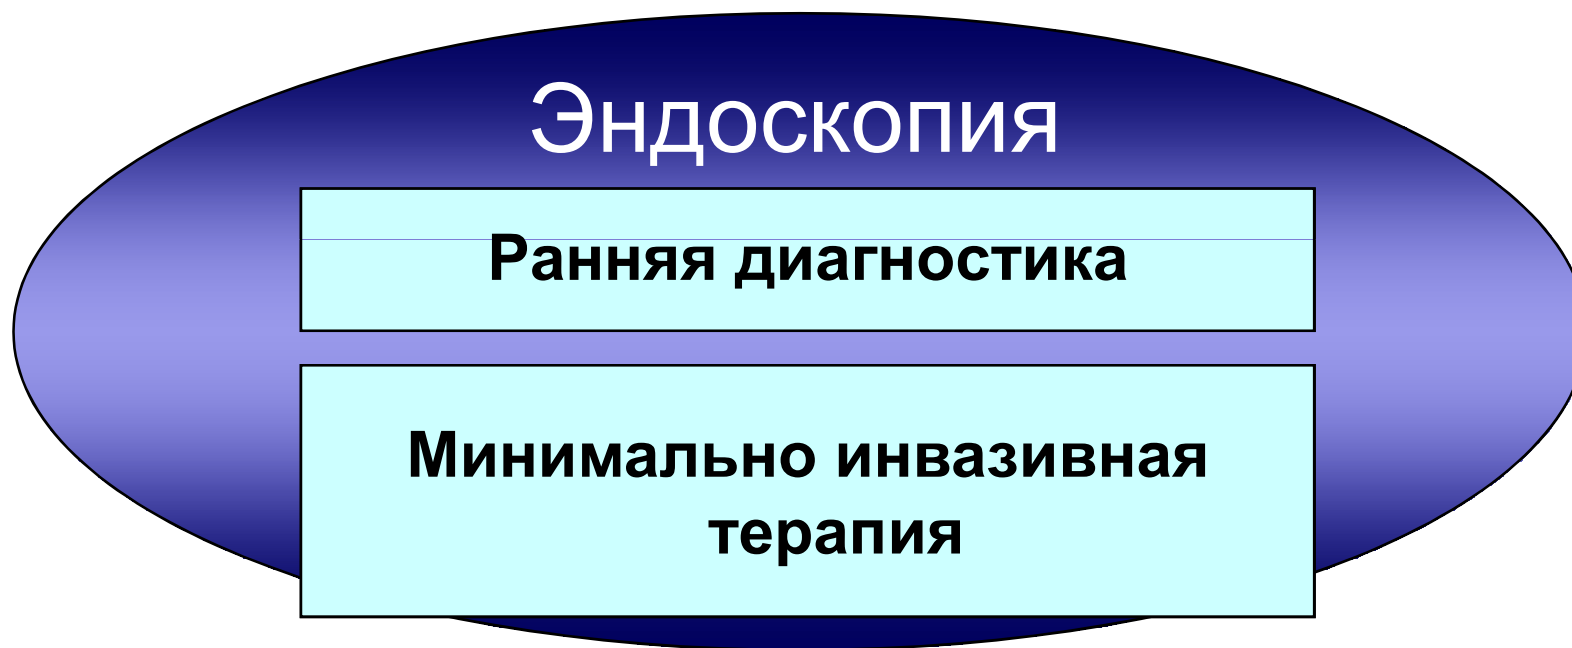 Эндоскопия
Ранняя диагностика
Минимально инвазивная
терапия